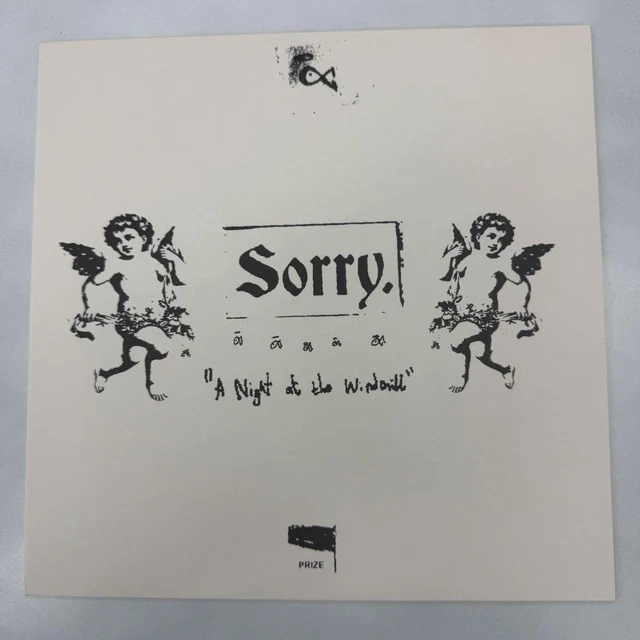 Sorry.
"A Night at the Windmill"
PRIZE